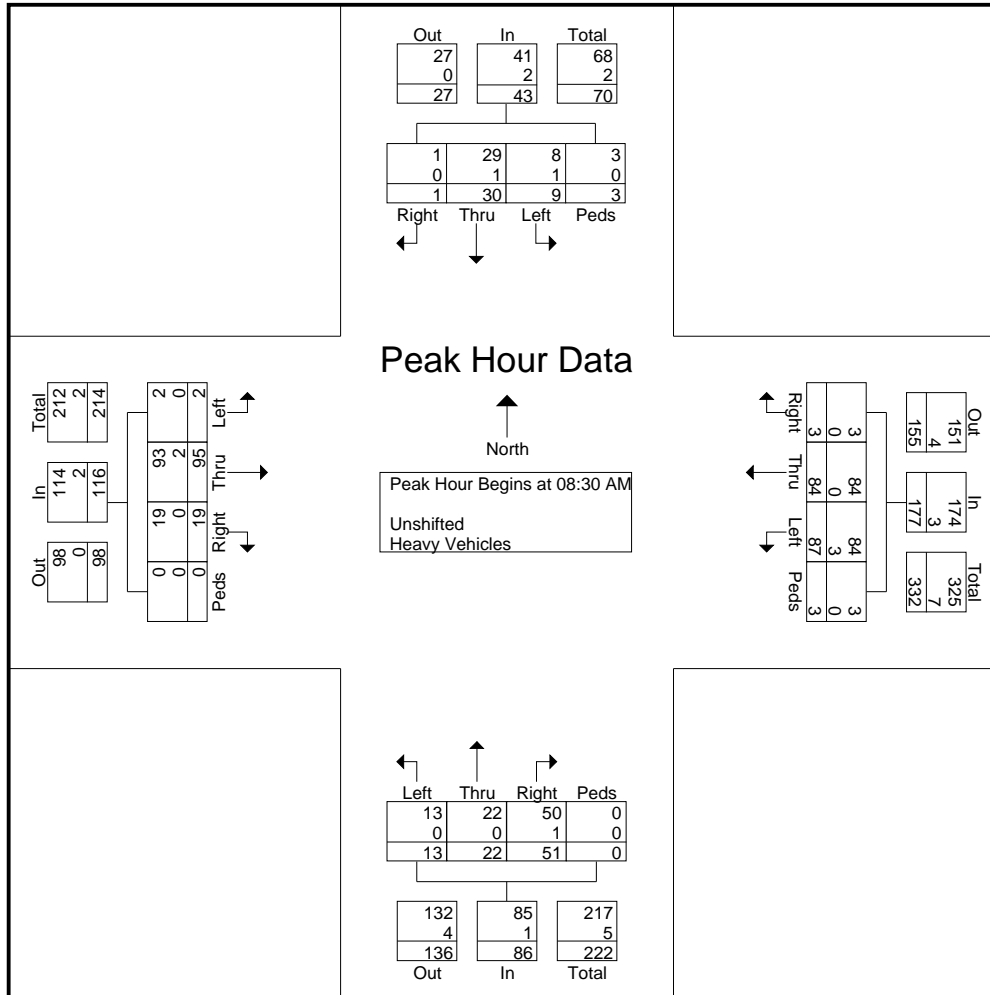 Out In Total
27 41 68
0 2 2
27 43 70
1 29 8 3
0 1 1 0
1 30 9 3
Right Thru Left Peds
Peak Hour Data
North
Peak Hour Begins at 08:30 AM
Unshifted
Heavy Vehicles
Total In Out
212 114 98
2 2 0
214 116 98
2 93 19 0
0 2 0 0
2 95 19 0
Left Thru Right Peds
Right Thru Left Peds
3 84 84 3
0 0 3 0
3 84 87 3
Out In Total
151 174 325
4 3 7
155 177 332
Left Thru Right Peds
13 22 50 0
0 0 1 0
13 22 51 0
132 85 217
4 1 5
136 86 222
Out In Total